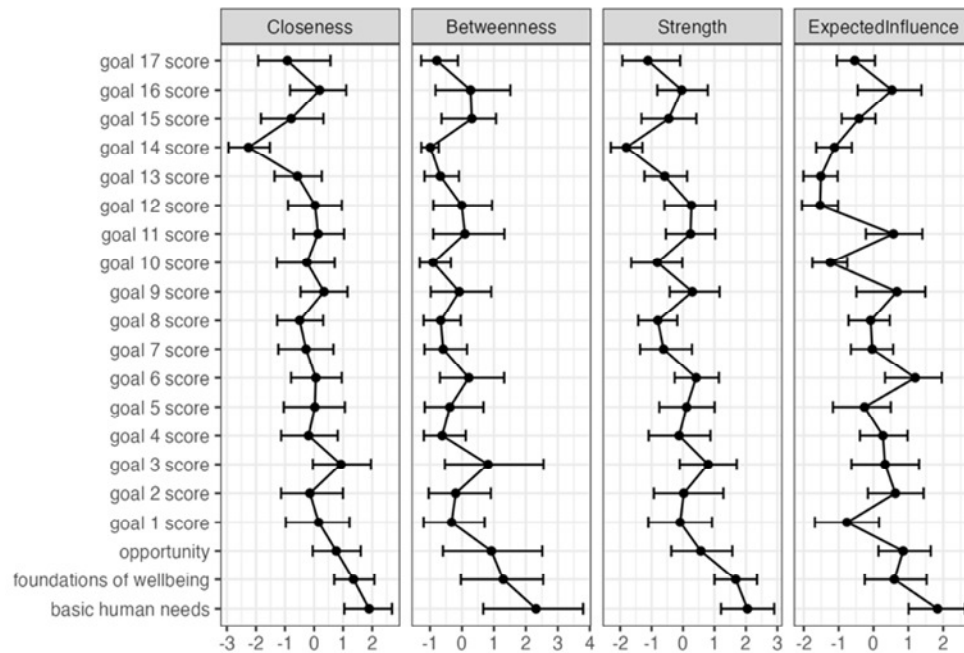 Closeness Betweenness Strength ExpectedInfluence
goal 17 score
goal 16 score
goal 15 score
goal 14 score
goal 13 score
goal 12 score
goal 11 score
goal 10 score
goal 9 score
goal 8 score
goal 7 score
goal 6 score
goal 5 score
goal 4 score
goal 3 score
goal 2 score
goal 1 score
opportunity
foundations of wellbeing
basic human needs
-3 -2 -1 0 1 2 -1 0 1 2 3 4 -2 -1 0 1 2 3 -2 -1 0 1 2